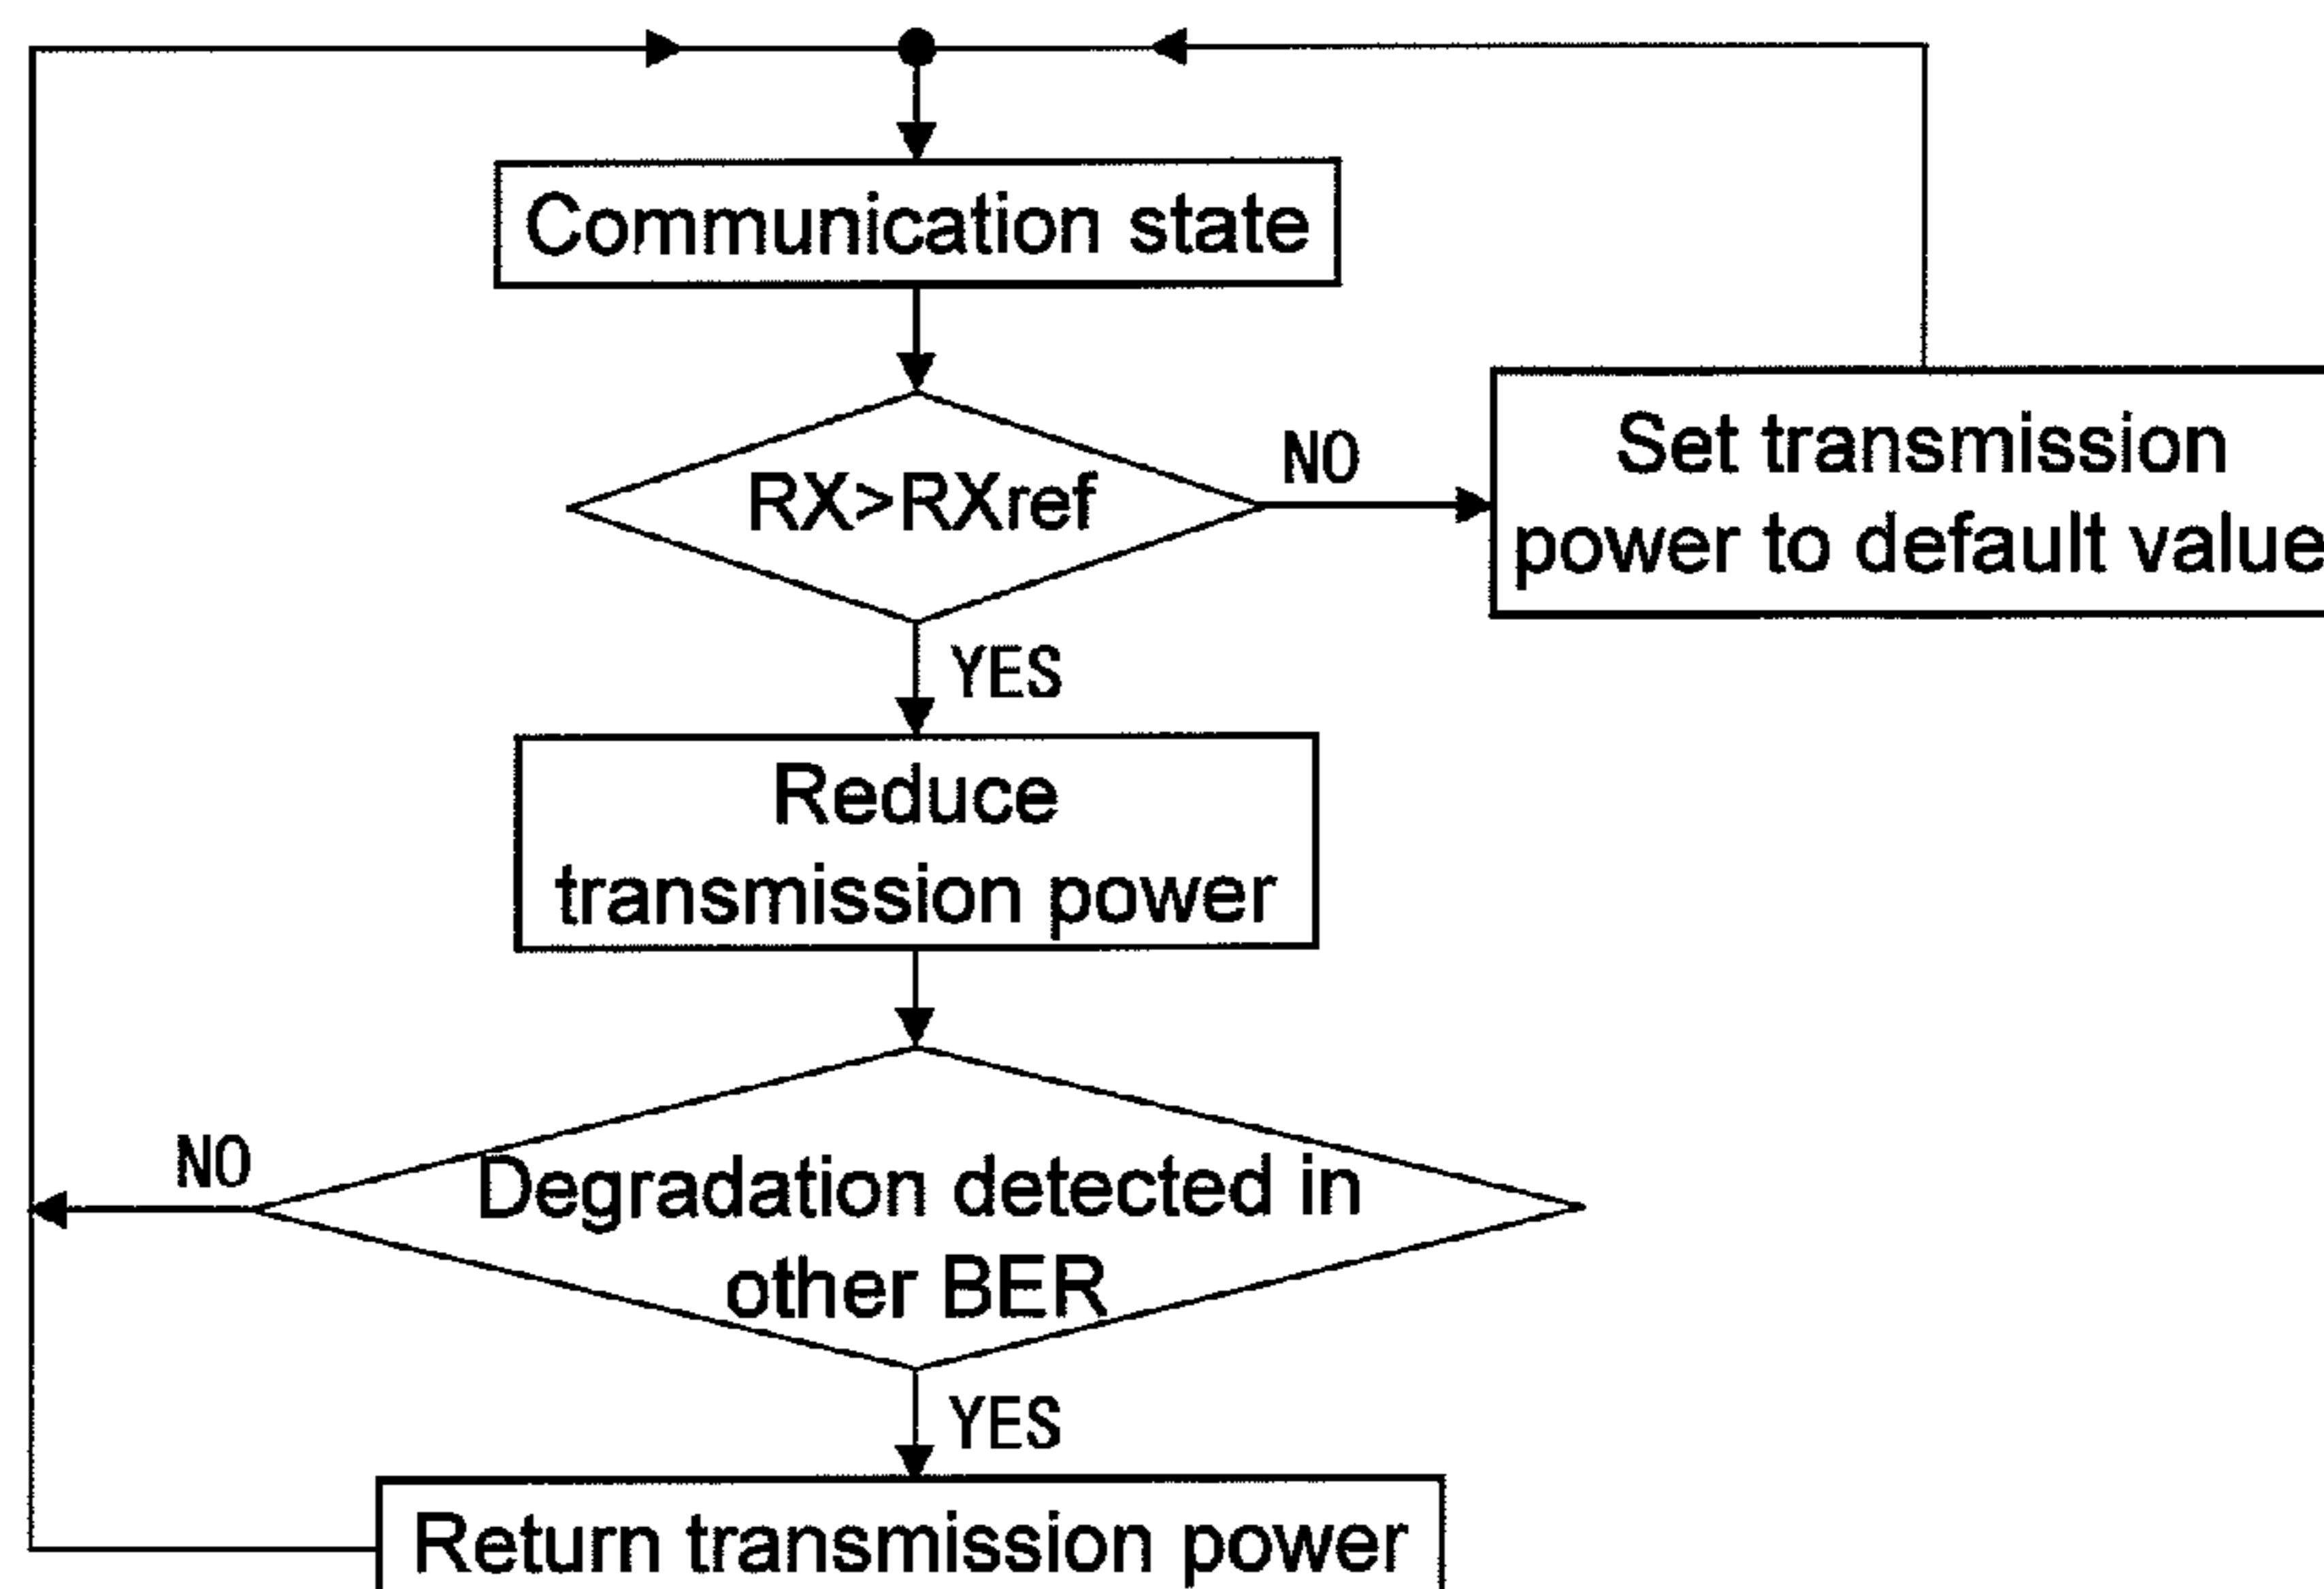 Communication state
RX>RXref
NO
Set transmission
power to default value
YES
Reduce
transmission power
NO
Degradation detected in
other BER
YES
Return transmission power